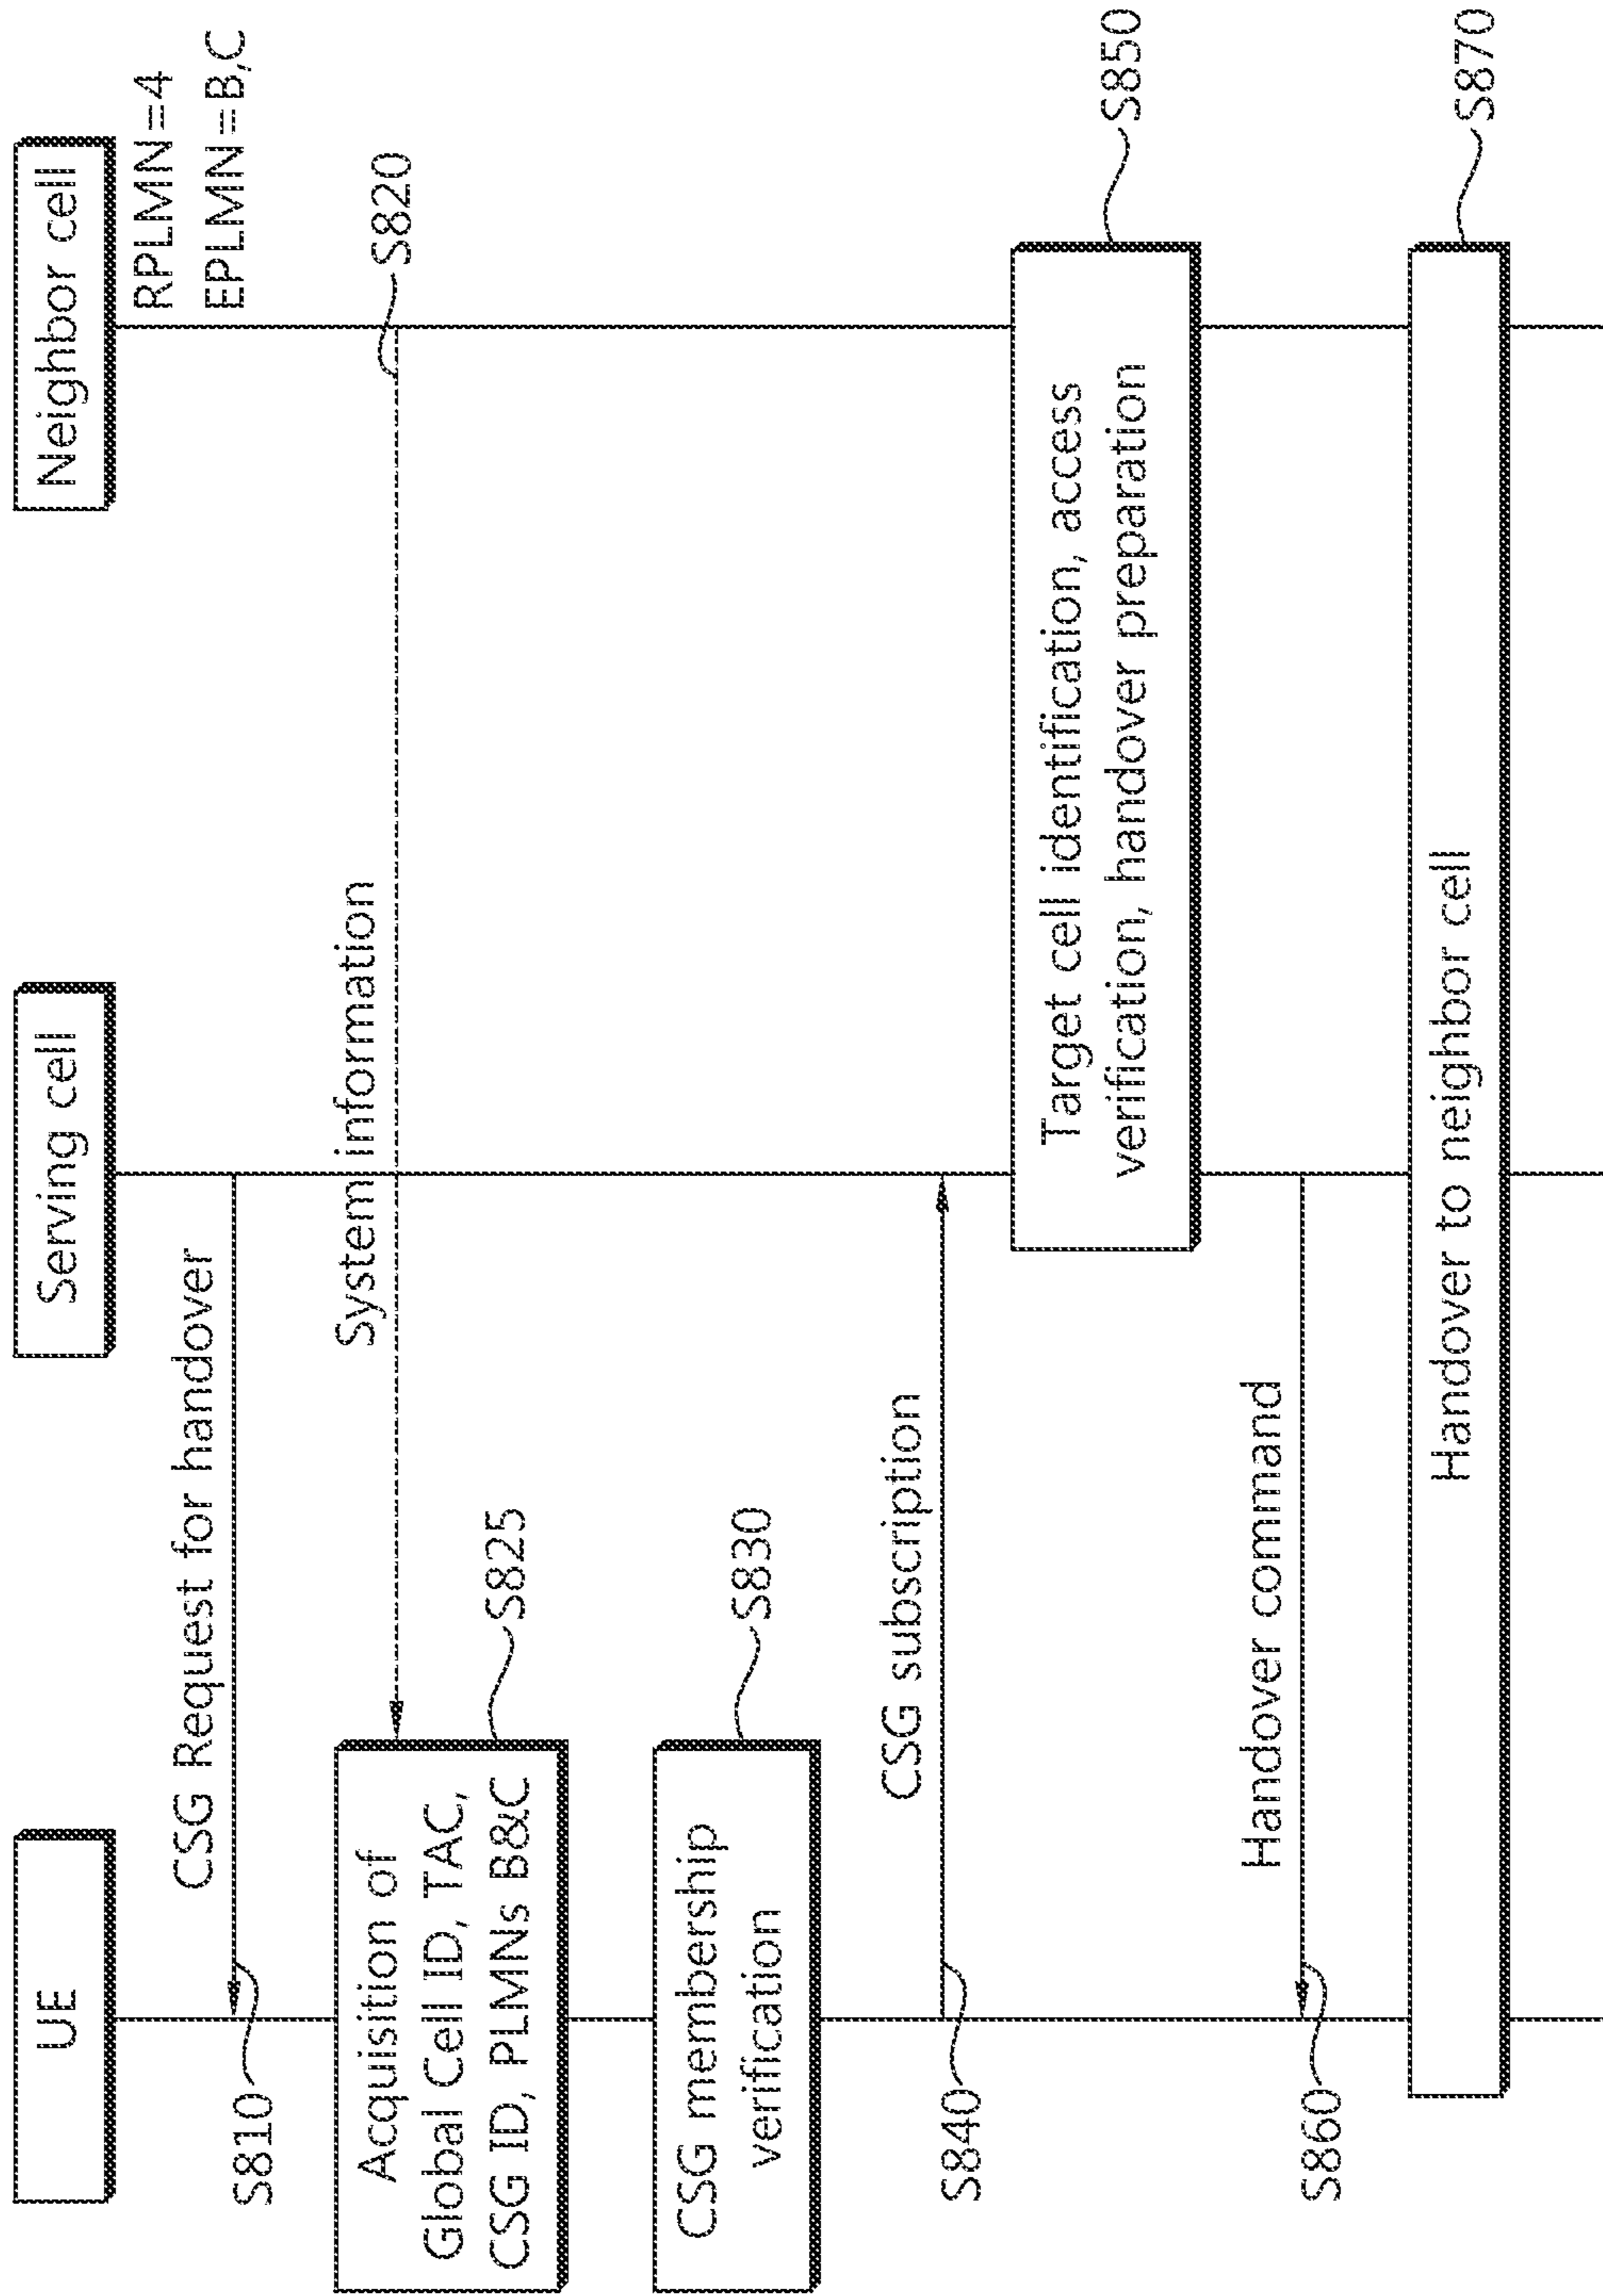 UE
Serving cell
Neighbor cell
RPLMN=4
EPLMN=B,C
CSG Request for handover
S810
System information
S820
Acquisition of
Global Cell ID, TAC,
CSG ID, PLMNs B&C
S825
CSG membership
verification
S830
CSG subscription
S840
Target cell identification, access
verification, handover preparation
S850
Handover command
S860
Handover to neighbor cell
S870